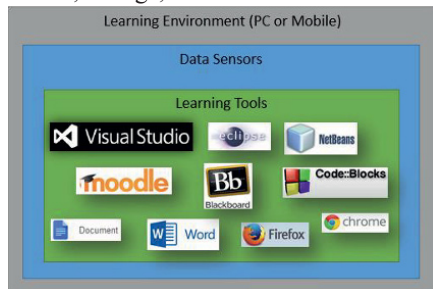 Learning Environment (PC or Mobile)
Data Sensors
Learning Tools
Visual Studio
eclipse
NetBeans
moodle
Bb
Blackboard
Code::Blocks
Document
W Word
Firefox
chrome